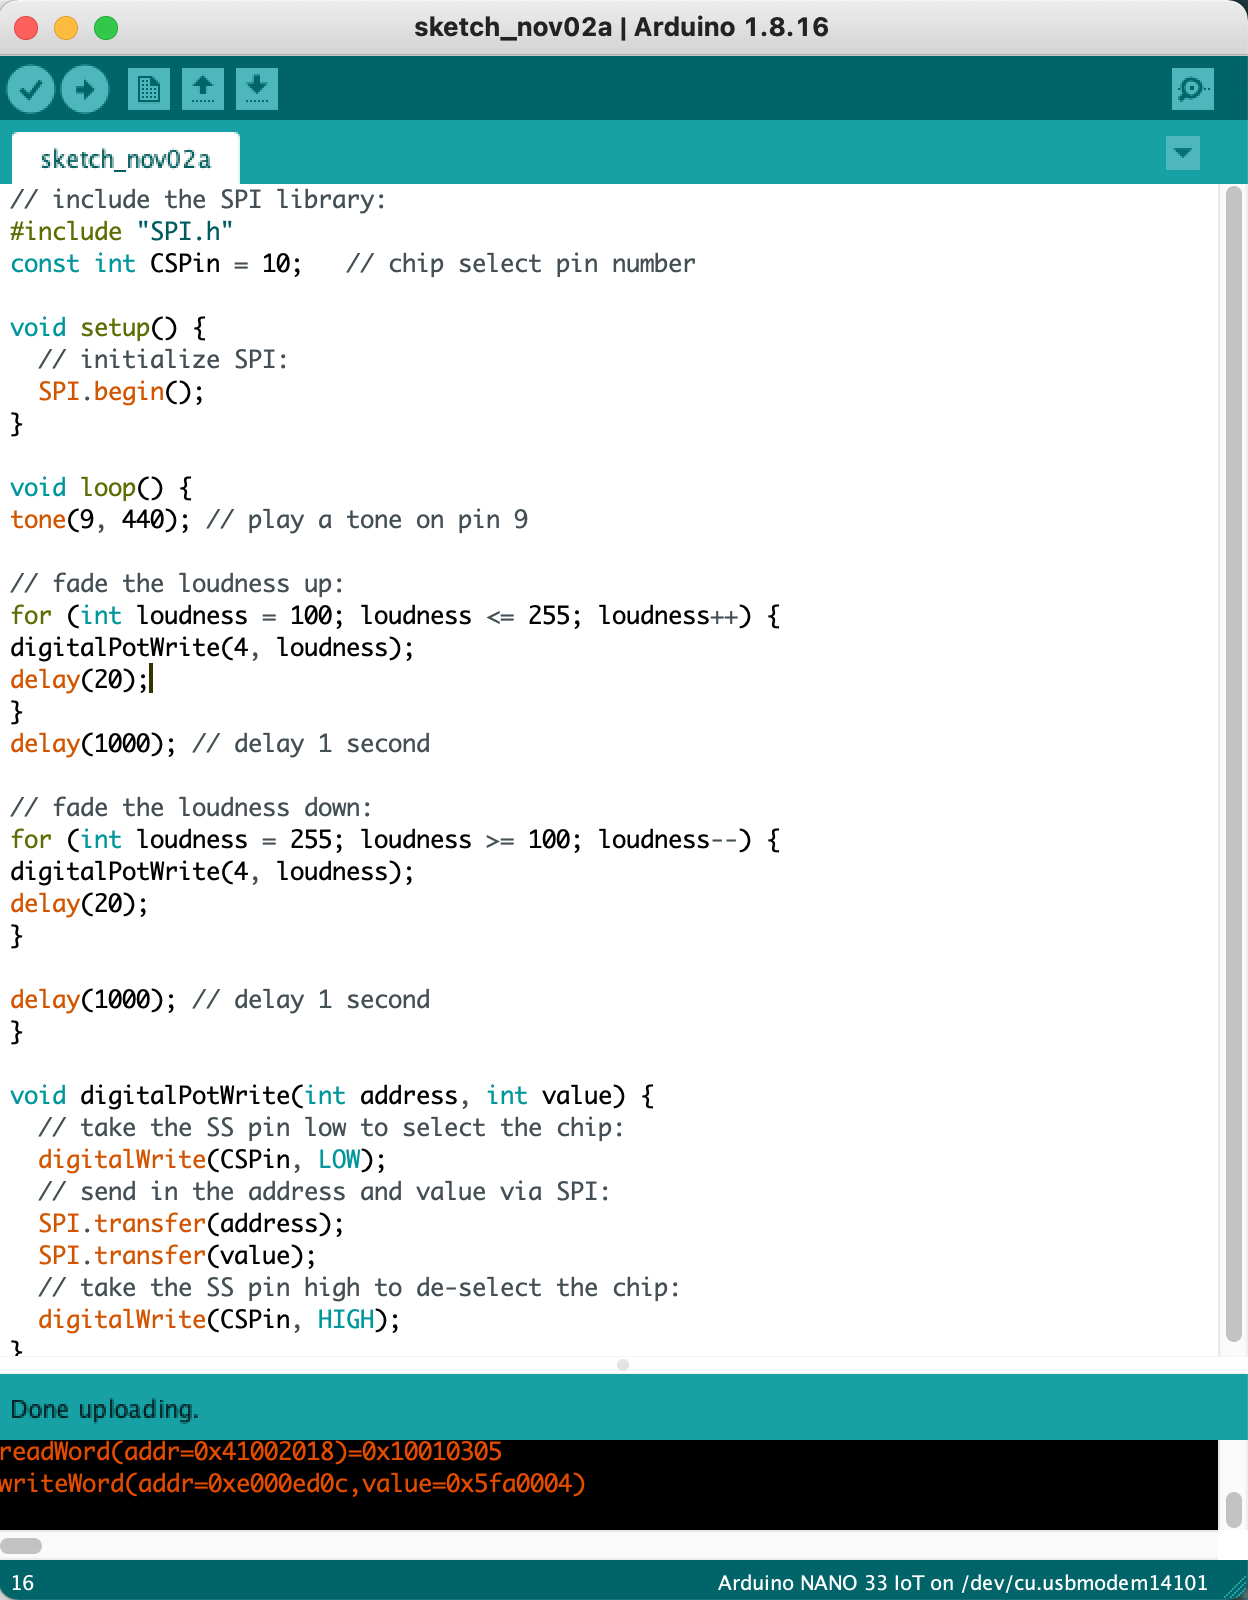 sketch_nov02a | Arduino 1.8.16
sketch_nov02a
// include the SPI library:
#include "SPI.h"
const int CSPin = 10;   // chip select pin number
void setup() {
  // initialize SPI:
  SPI.begin();
}
void loop() {
tone(9, 440); // play a tone on pin 9
// fade the loudness up:
for (int loudness = 100; loudness <= 255; loudness++) {
digitalPotWrite(4, loudness);
delay(20);
}
delay(1000); // delay 1 second
// fade the loudness down:
for (int loudness = 255; loudness >= 100; loudness--) {
digitalPotWrite(4, loudness);
delay(20);
}
delay(1000); // delay 1 second
}
void digitalPotWrite(int address, int value) {
  // take the SS pin low to select the chip:
  digitalWrite(CSPin, LOW);
  // send in the address and value via SPI:
  SPI.transfer(address);
  SPI.transfer(value);
  // take the SS pin high to de-select the chip:
  digitalWrite(CSPin, HIGH);
}
Done uploading.
readWord(addr=0x41002018)=0x10010305
writeWord(addr=0xe000ed0c,value=0x5fa0004)
16
Arduino NANO 33 IoT on /dev/cu.usbmodem14101